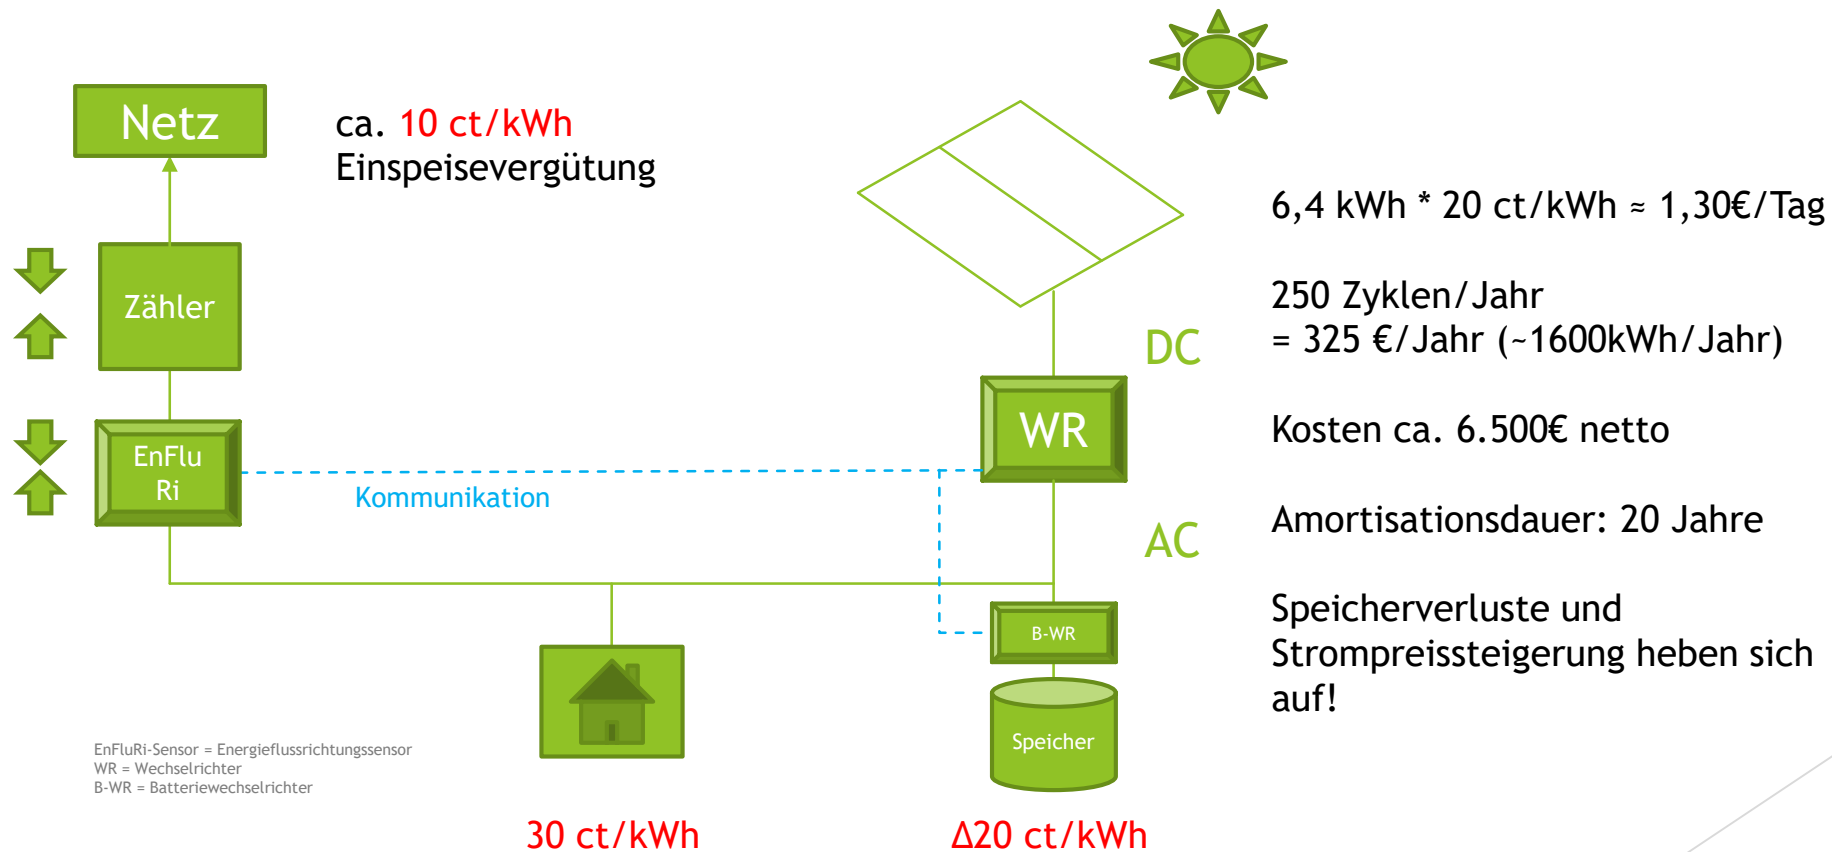 Netz
ca. 10 ct/kWh
Einspeisevergütung
Zähler
EnFlu
Ri
Kommunikation
DC
WR
AC
B-WR
Speicher
6,4 kWh * 20 ct/kWh ≈ 1,30€/Tag
250 Zyklen/Jahr
= 325 €/Jahr (~1600kWh/Jahr)
Kosten ca. 6.500€ netto
Amortisationsdauer: 20 Jahre
Speicherverluste und
Strompreissteigerung heben sich
auf!
EnFluRi-Sensor = Energieflussrichtungssensor
WR = Wechselrichter
B-WR = Batteriewechselrichter
30 ct/kWh
Δ20 ct/kWh